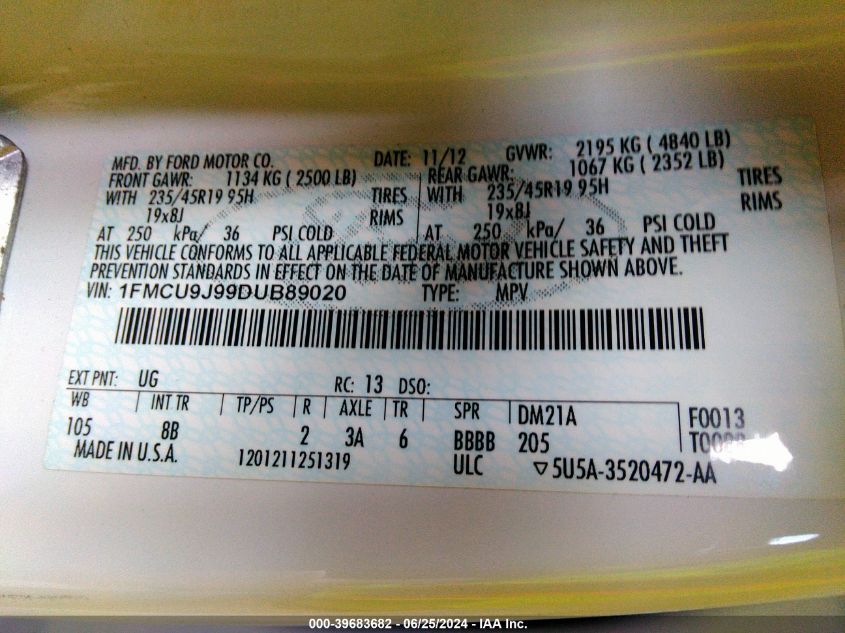 MFD. BY FORD MOTOR CO. DATE: 11/12 GVWR: 2195 KG ( 4840 LB)
FRONT GAWR: 1134 KG ( 2500 LB) REAR GAWR: 1067 KG ( 2352 LB)
WITH 235/45R19 95H TIRES WITH 235/45R19 95H TIRES
19x8J RIMS 19x8J RIMS
AT 250 kPa/ 36 PSI COLD AT 250 kPa/ 36 PSI COLD
THIS VEHICLE CONFORMS TO ALL APPLICABLE FEDERAL MOTOR VEHICLE SAFETY AND THEFT
PREVENTION STANDARDS IN EFFECT ON THE DATE OF MANUFACTURE SHOWN ABOVE.
VIN: 1FMCU9J99DUB89020 TYPE: MPV
EXT PNT: UG RC: 13 DSO:
WB INT TR TP/PS R AXLE TR SPR DM21A F0013
105 8B 2 3A 6 BBBB 205
MADE IN U.S.A. 1201211251319 ULC ▽5U5A-3520472-AA
000-39683682 - 06/25/2024 - IAA Inc.